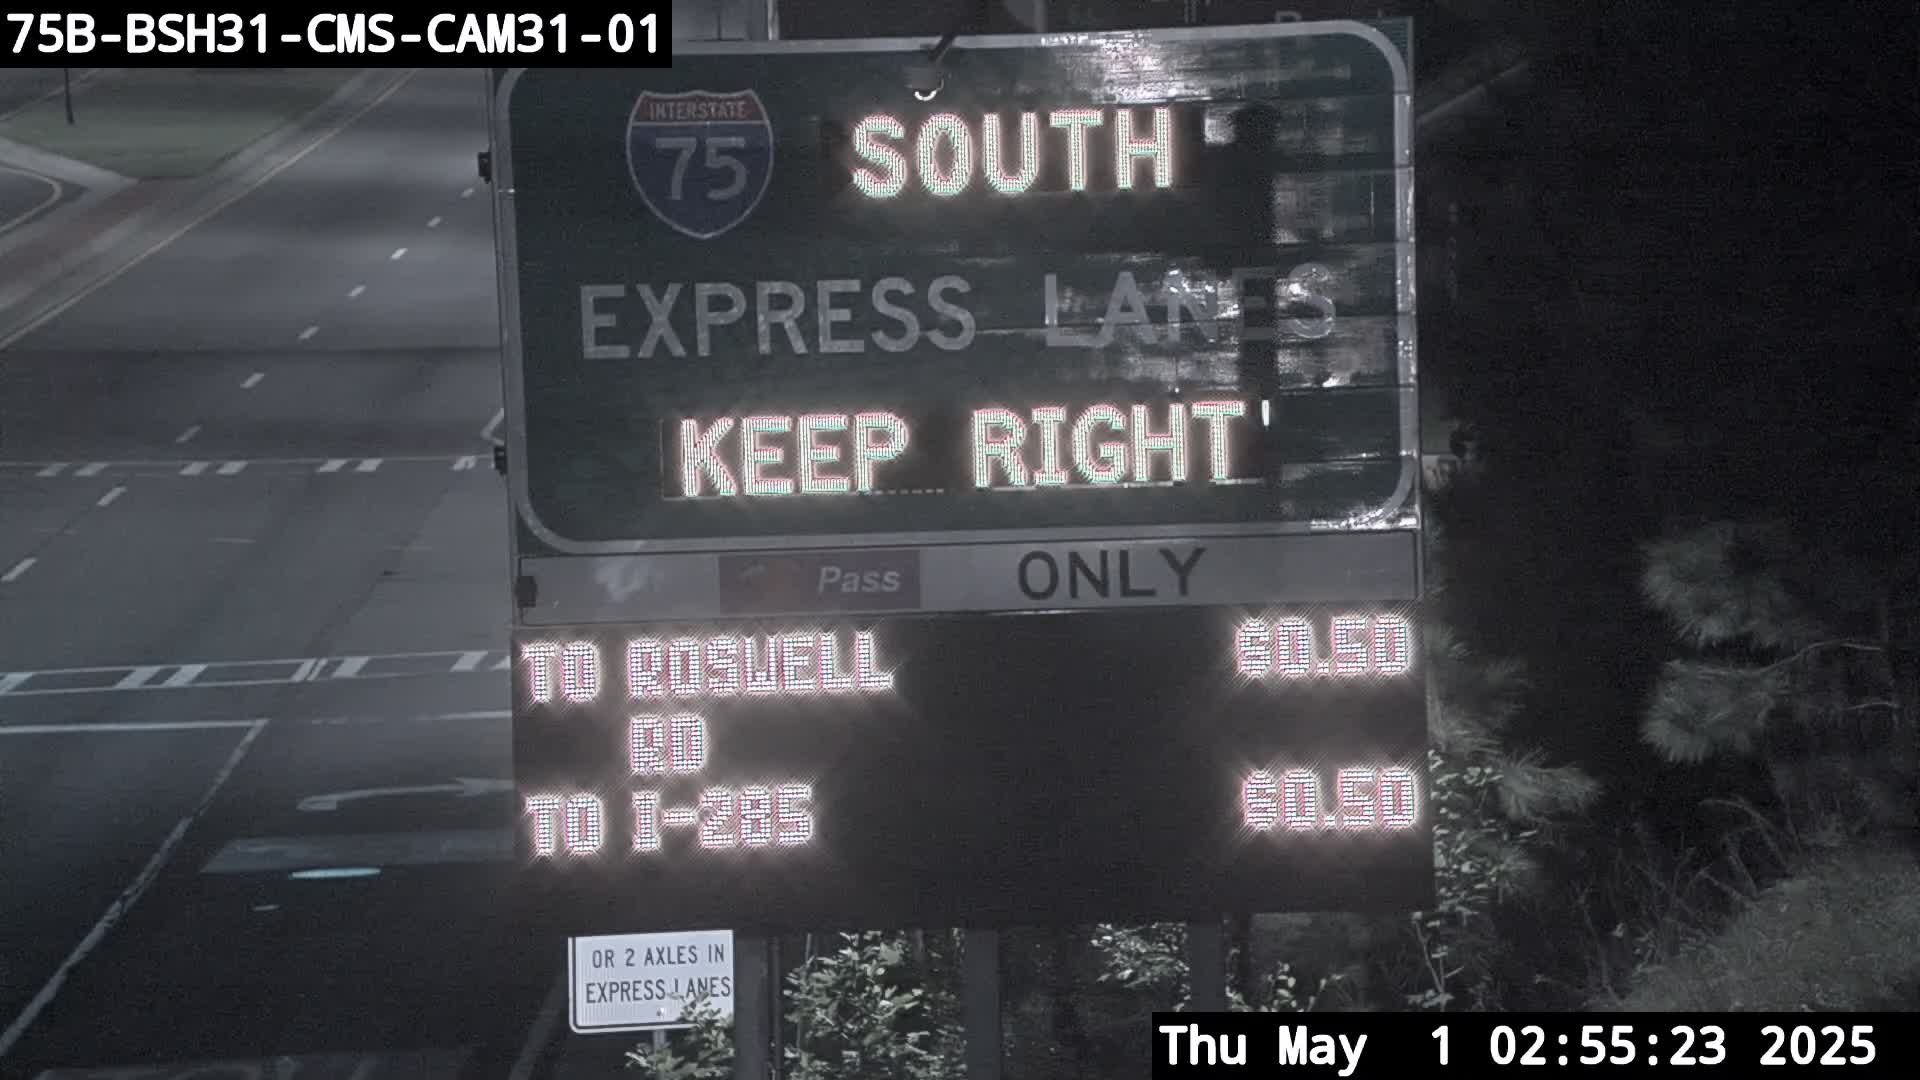 75B-BSH31-CMS-CAM31-01
INTERSTATE
75
SOUTH
EXPRESS LANES
KEEP RIGHT
Pass ONLY
TO ROSWELL $0.50
RD
TO I-285 $0.50
OR 2 AXLES IN
EXPRESS LANES
Thu May 1 02:55:23 2025